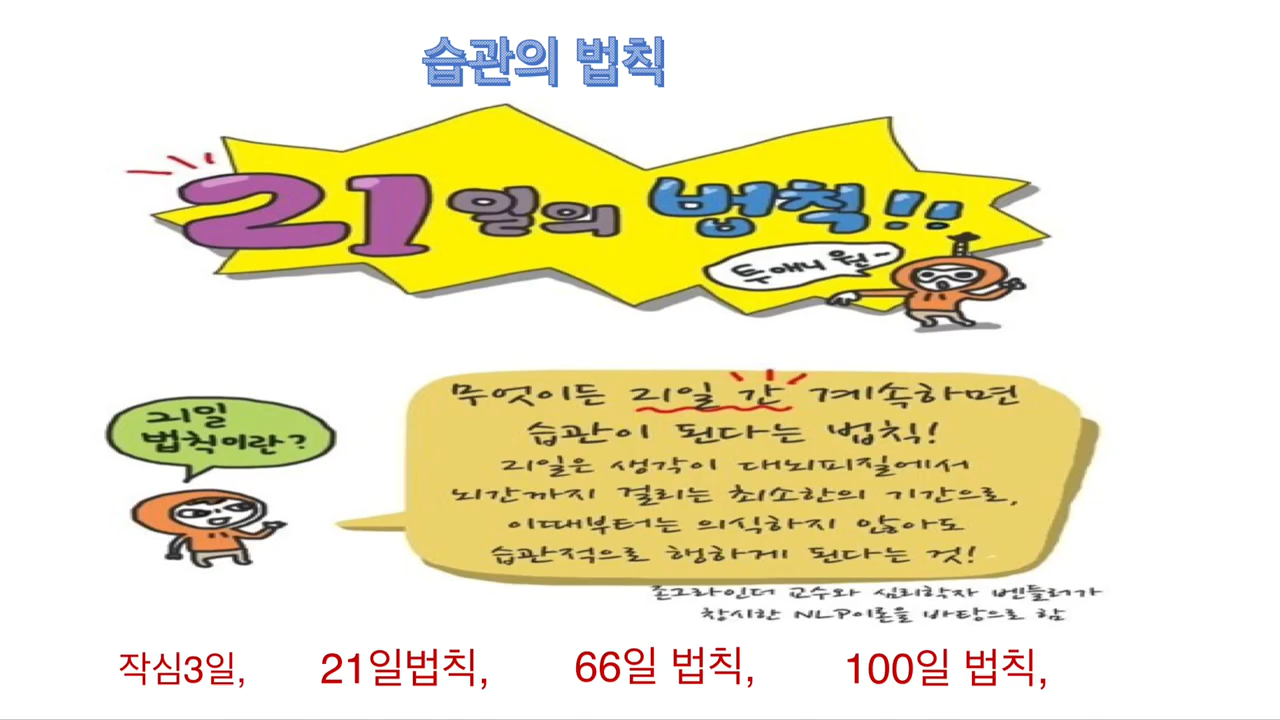 습관의 법칙
21일의 법칙!!
투애니 원~
21일
법칙이란?
무엇이든 21일 간 계속하면
습관이 된다는 법칙!
21일은 생각이 대뇌피질에서
뇌간까지 걸리는 최소한의 기간으로,
이때부터는 의식하지 않아도
습관적으로 행하게 된다는 것!
존그라인더 교수와 심리학자 벤들러가
창시한 NLP이론을 바탕으로 함
작심3일, 21일법칙, 66일 법칙, 100일 법칙,